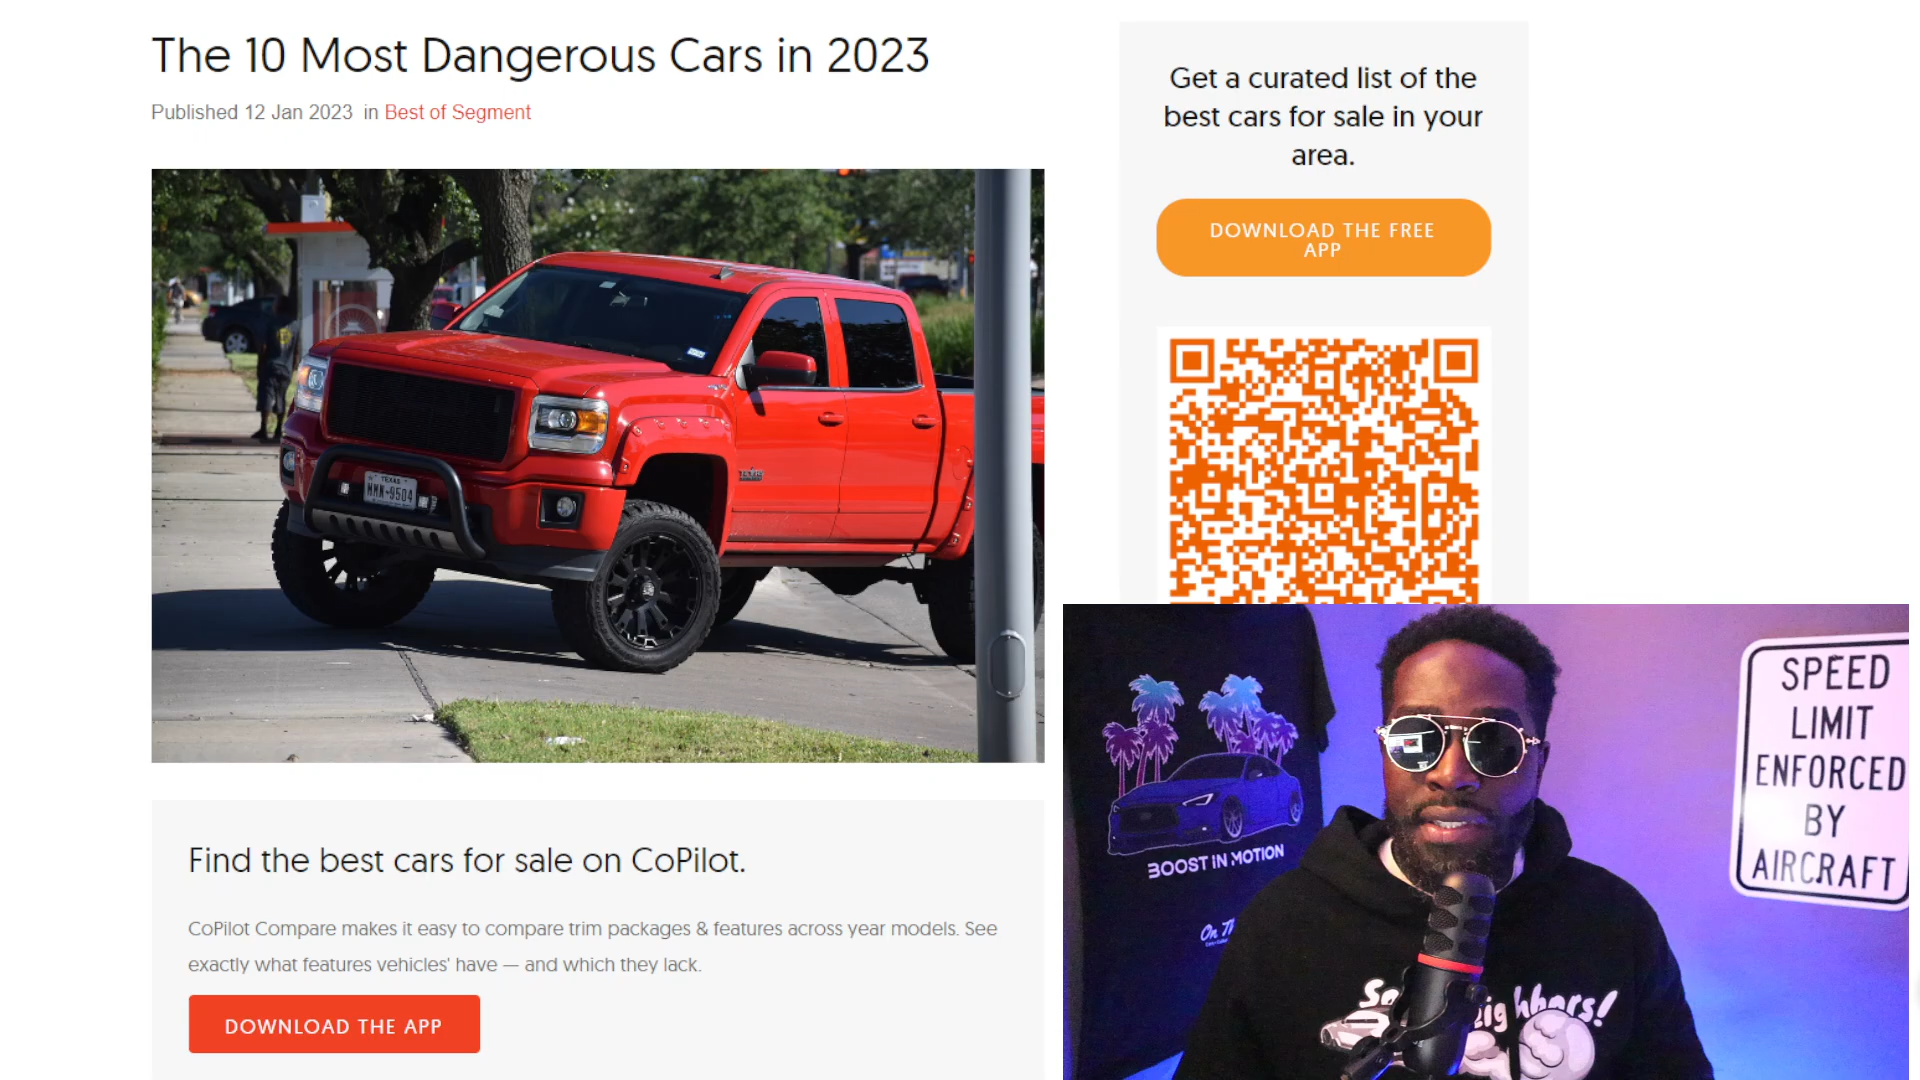 The 10 Most Dangerous Cars in 2023
Published 12 Jan 2023 in Best of Segment
TEXAS
Find the best cars for sale on CoPilot.
CoPilot Compare makes it easy to compare trim packages & features across year models. See
exactly what features vehicles' have — and which they lack.
DOWNLOAD THE APP
Get a curated list of the
best cars for sale in your
area.
DOWNLOAD THE FREE
APP
BOOST IN MOTION
On
SPEED
LIMIT
ENFORCED
BY
AIRCRAFT